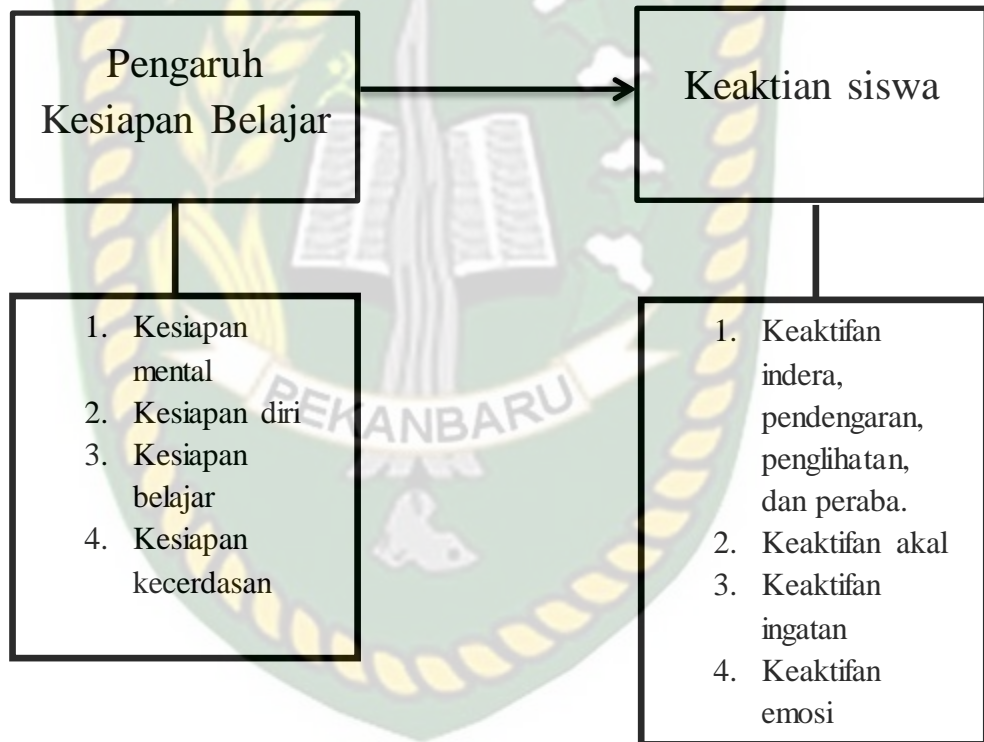 Pengaruh
Kesiapan Belajar
Keaktian siswa
1. Kesiapan
mental
2. Kesiapan diri
3. Kesiapan
belajar
4. Kesiapan
kecerdasan
1. Keaktifan
indera,
pendengaran,
penglihatan,
dan peraba.
2. Keaktifan akal
3. Keaktifan
ingatan
4. Keaktifan
emosi
PEKANBARU